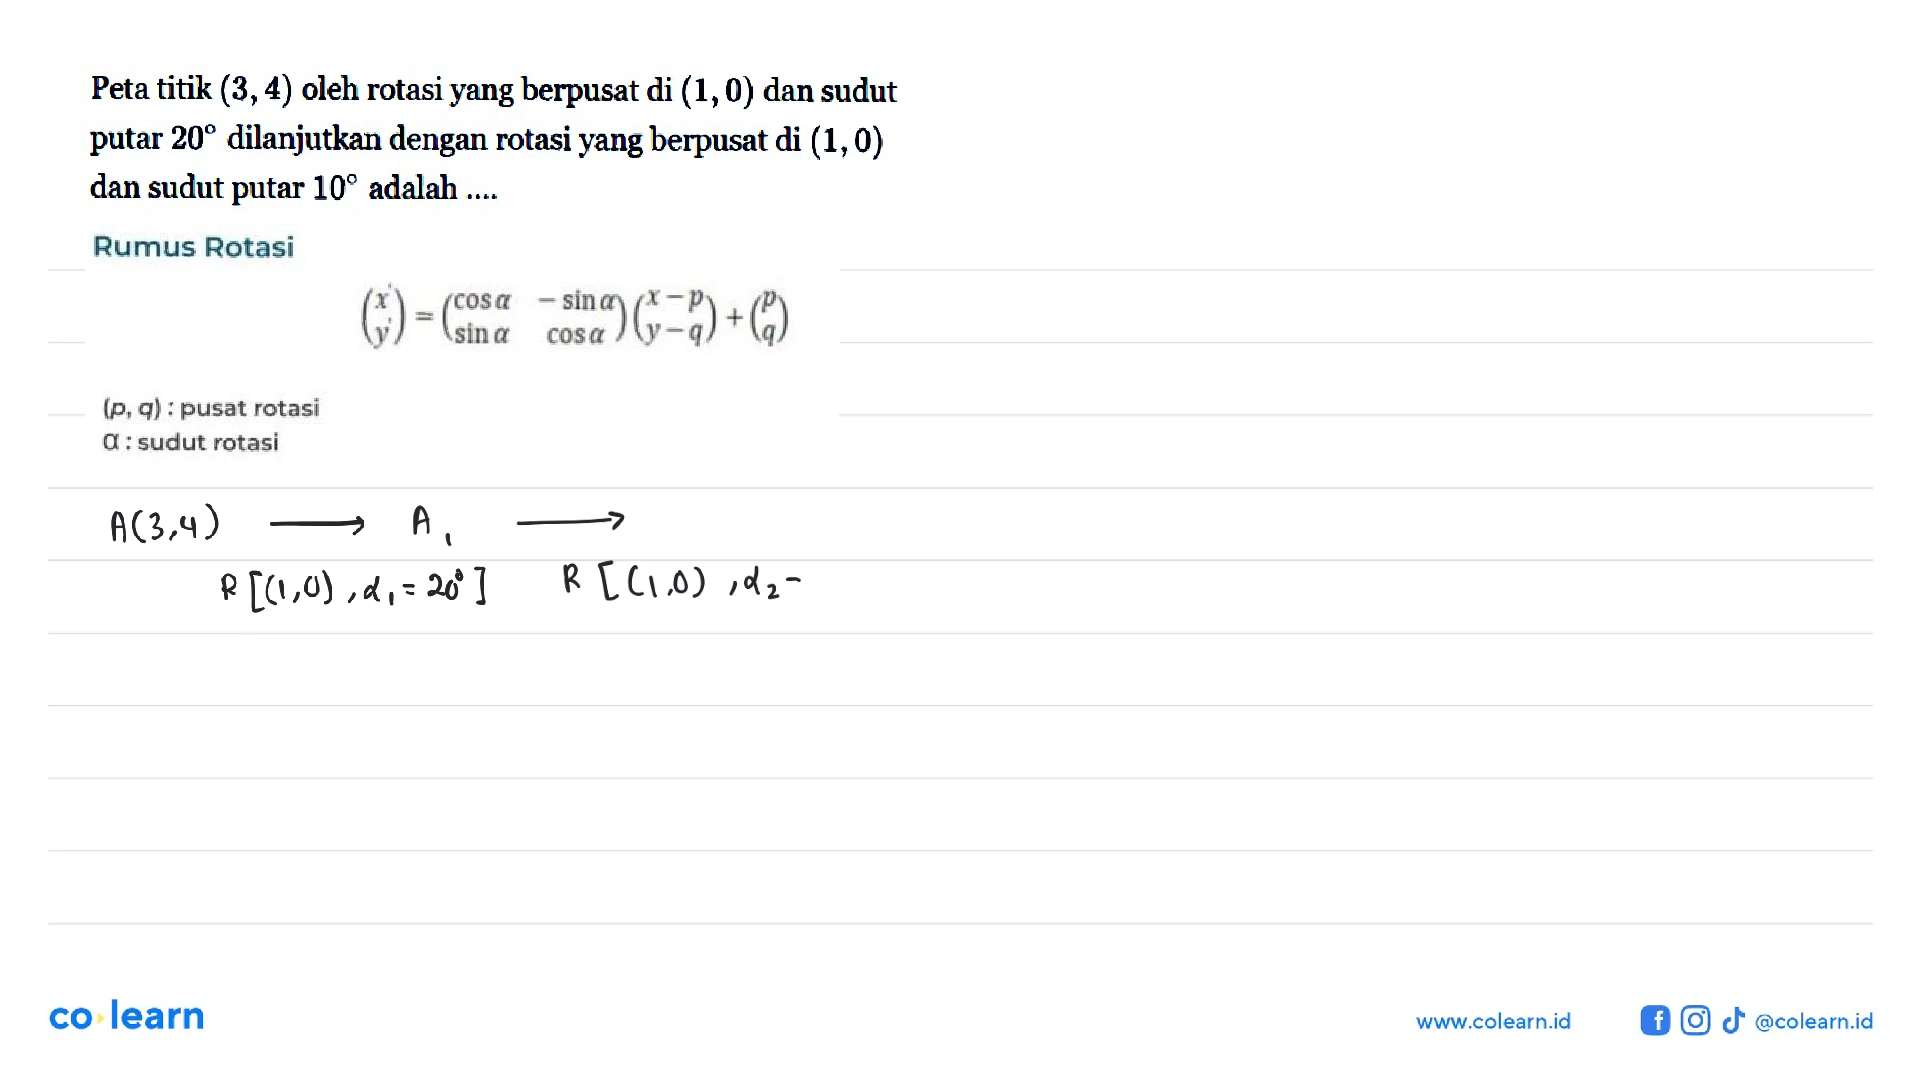 Peta titik (3, 4) oleh rotasi yang berpusat di (1, 0) dan sudut
putar 20° dilanjutkan dengan rotasi yang berpusat di (1, 0)
dan sudut putar 10° adalah ....
Rumus Rotasi
(x' y') = (cos α  − sin α  sin α  cos α)(x − p  y − q) + (p q)
(p, q) : pusat rotasi
α : sudut rotasi
A(3,4) ⟶ A₁ ⟶
R[(1,0), α₁ = 20°] R[(1,0), α₂ -
co learn
www.colearn.id @colearn.id